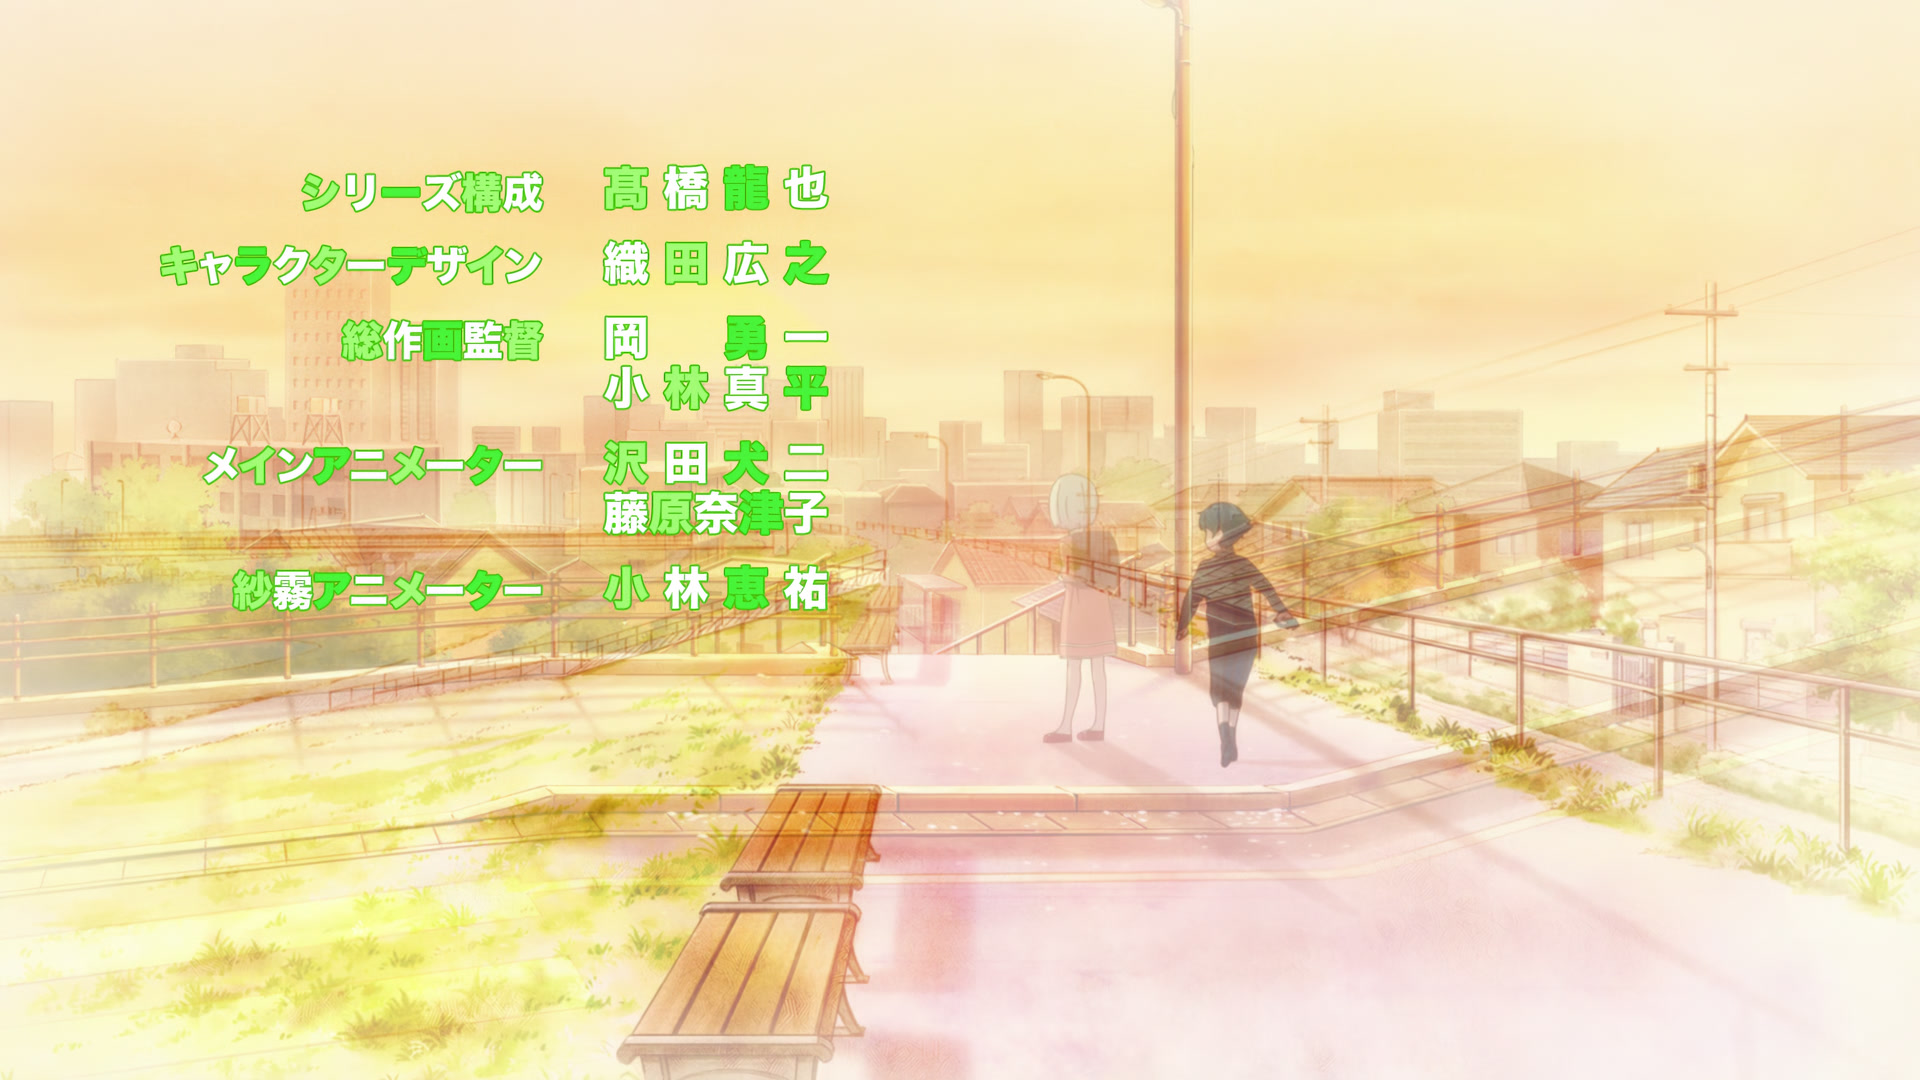 シリーズ構成 髙橋龍也
キャラクターデザイン 織田広之
総作画監督 岡 勇一
小林真平
メインアニメーター 沢田犬二
藤原奈津子
紗霧アニメーター 小林恵祐